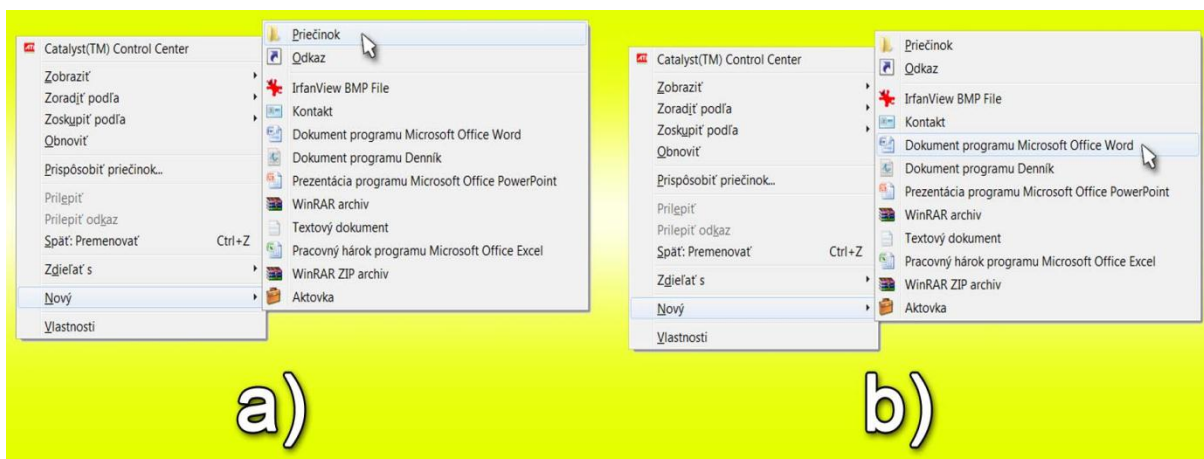 Catalyst(TM) Control Center
Zobraziť
Zoradiť podľa
Zoskupiť podľa
Obnoviť
Prispôsobiť priečinok...
Prilepiť
Prilepiť odkaz
Späť: Premenovať Ctrl+Z
Zdieľať s
Nový
Vlastnosti
Priečinok
Odkaz
IrfanView BMP File
Kontakt
Dokument programu Microsoft Office Word
Dokument programu Denník
Prezentácia programu Microsoft Office PowerPoint
WinRAR archiv
Textový dokument
Pracovný hárok programu Microsoft Office Excel
WinRAR ZIP archiv
Aktovka
a)
Catalyst(TM) Control Center
Zobraziť
Zoradiť podľa
Zoskupiť podľa
Obnoviť
Prispôsobiť priečinok...
Prilepiť
Prilepiť odkaz
Späť: Premenovať Ctrl+Z
Zdieľať s
Nový
Vlastnosti
Priečinok
Odkaz
IrfanView BMP File
Kontakt
Dokument programu Microsoft Office Word
Dokument programu Denník
Prezentácia programu Microsoft Office PowerPoint
WinRAR archiv
Textový dokument
Pracovný hárok programu Microsoft Office Excel
WinRAR ZIP archiv
Aktovka
b)